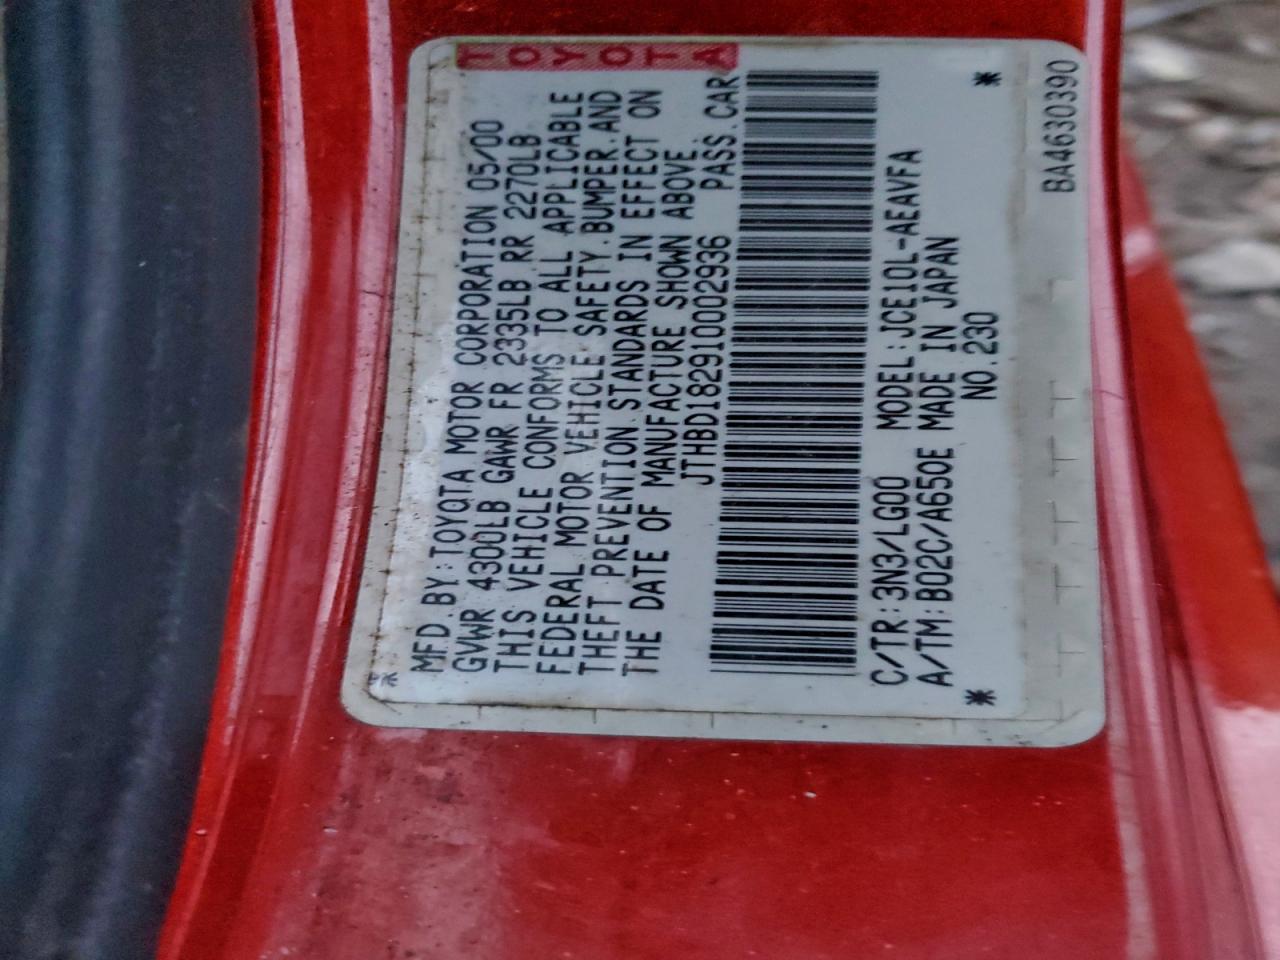 TOYOTA
MFD.BY:TOYOTA MOTOR CORPORATION 05/00
GVWR 4300LB GAWR FR 2335LB RR 2270LB
THIS VEHICLE CONFORMS TO ALL APPLICABLE
FEDERAL MOTOR VEHICLE SAFETY.BUMPER.AND
THEFT PREVENTION STANDARDS IN EFFECT ON
THE DATE OF MANUFACTURE SHOWN ABOVE.
JTHBD182910002936 PASS.CAR
C/TR:3N3/LG00 MODEL:JCE10L-AEAVFA
A/TM:B02C/A650E MADE IN JAPAN
* NO.230 *
BA4630390